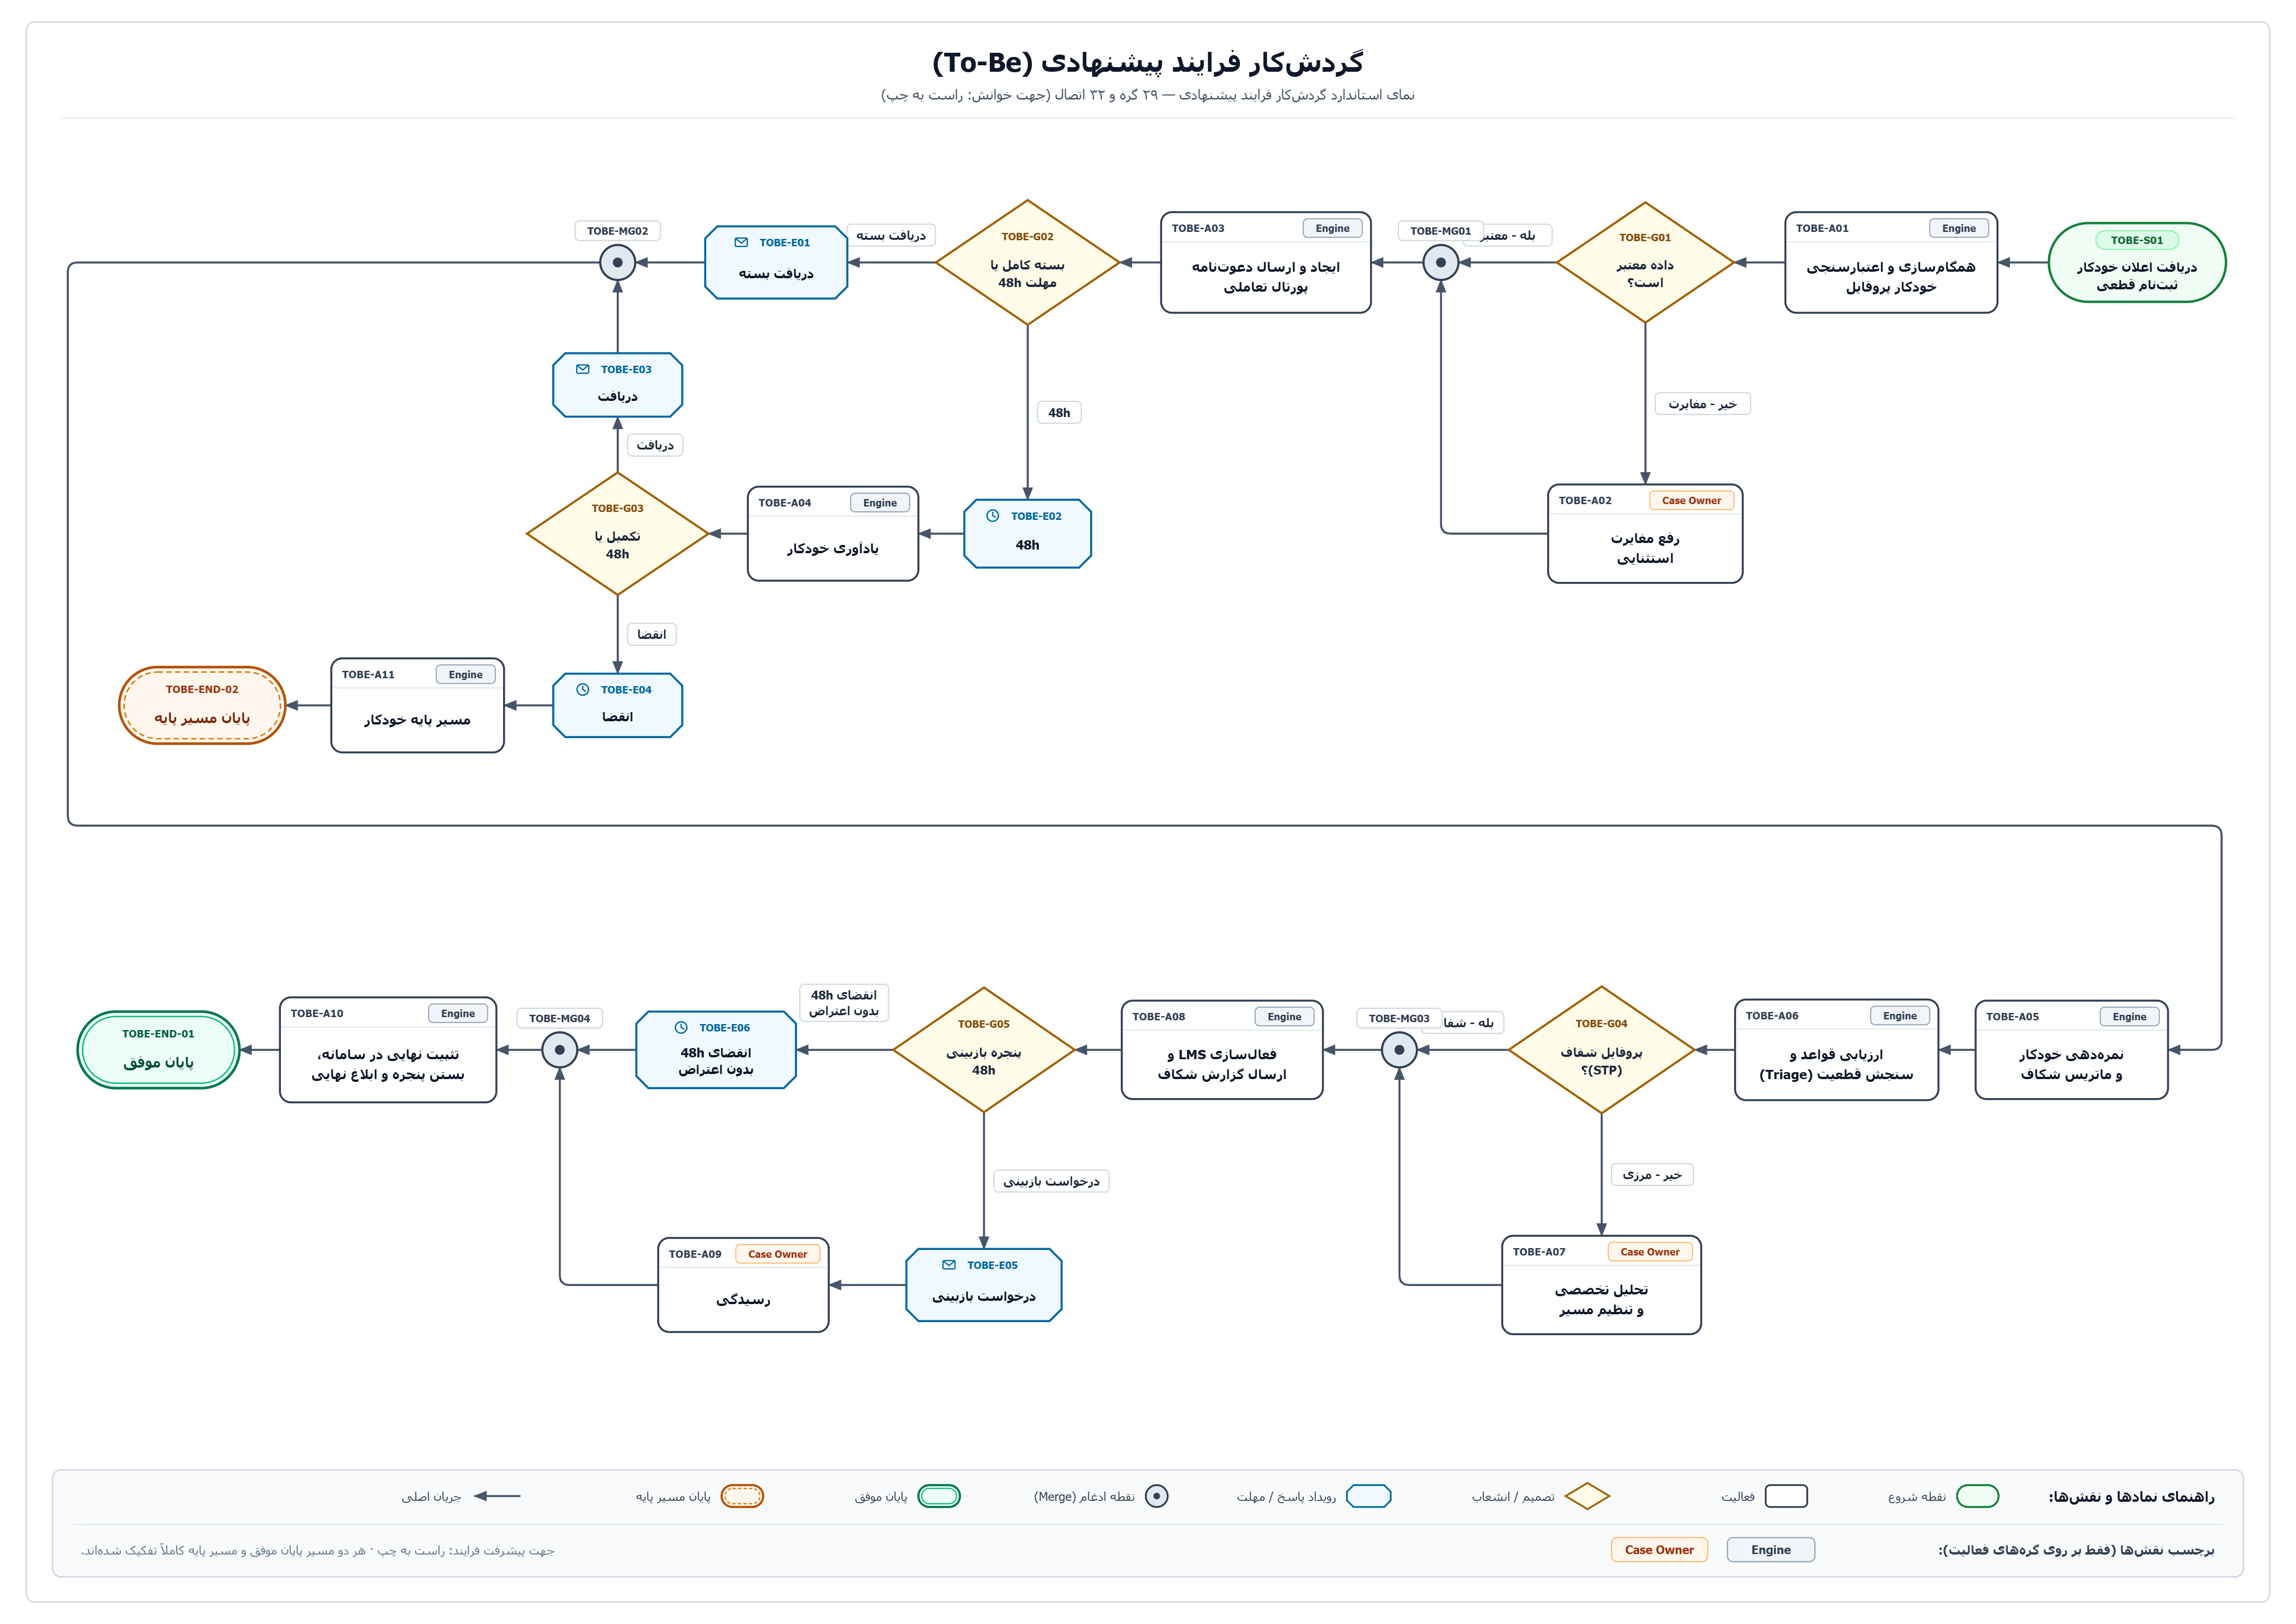 گردش‌کار فرایند پیشنهادی (To-Be)
نمای استاندارد گردش‌کار فرایند پیشنهادی — ۲۹ گره و ۳۲ اتصال (جهت خوانش: راست به چپ)
TOBE-S01
دریافت اعلان خودکار
ثبت‌نام قطعی
TOBE-A01
Engine
همگام‌سازی و اعتبارسنجی
خودکار پروفایل
TOBE-G01
داده معتبر
است؟
بله - معتبر
TOBE-MG01
خیر - مغایرت
TOBE-A02
Case Owner
رفع مغایرت
استثنایی
TOBE-A03
Engine
ایجاد و ارسال دعوت‌نامه
پورتال تعاملی
TOBE-G02
بسته کامل یا
مهلت 48h
دریافت بسته
TOBE-E01
دریافت بسته
TOBE-MG02
48h
TOBE-E02
48h
TOBE-A04
Engine
یادآوری خودکار
TOBE-G03
تکمیل یا
48h
دریافت
TOBE-E03
دریافت
انقضا
TOBE-E04
انقضا
TOBE-A11
Engine
مسیر پایه خودکار
TOBE-END-02
پایان مسیر پایه
TOBE-A05
Engine
نمره‌دهی خودکار
و ماتریس شکاف
TOBE-A06
Engine
ارزیابی قواعد و
سنجش قطعیت (Triage)
TOBE-G04
پروفایل شفاف
(STP)؟
بله - شفا
TOBE-MG03
خیر - مرزی
TOBE-A07
Case Owner
تحلیل تخصصی
و تنظیم مسیر
TOBE-A08
Engine
فعال‌سازی LMS و
ارسال گزارش شکاف
TOBE-G05
پنجره بازبینی
48h
انقضای 48h
بدون اعتراض
TOBE-E06
انقضای 48h
بدون اعتراض
TOBE-MG04
درخواست بازبینی
TOBE-E05
درخواست بازبینی
TOBE-A09
Case Owner
رسیدگی
TOBE-A10
Engine
تثبیت نهایی در سامانه،
بستن پنجره و ابلاغ نهایی
TOBE-END-01
پایان موفق
راهنمای نمادها و نقش‌ها:
نقطه شروع
فعالیت
تصمیم / انشعاب
رویداد پاسخ / مهلت
نقطه ادغام (Merge)
پایان موفق
پایان مسیر پایه
جریان اصلی
برچسب نقش‌ها (فقط بر روی گره‌های فعالیت):
Engine
Case Owner
جهت پیشرفت فرایند: راست به چپ · هر دو مسیر پایان موفق و مسیر پایه کاملاً تفکیک شده‌اند.